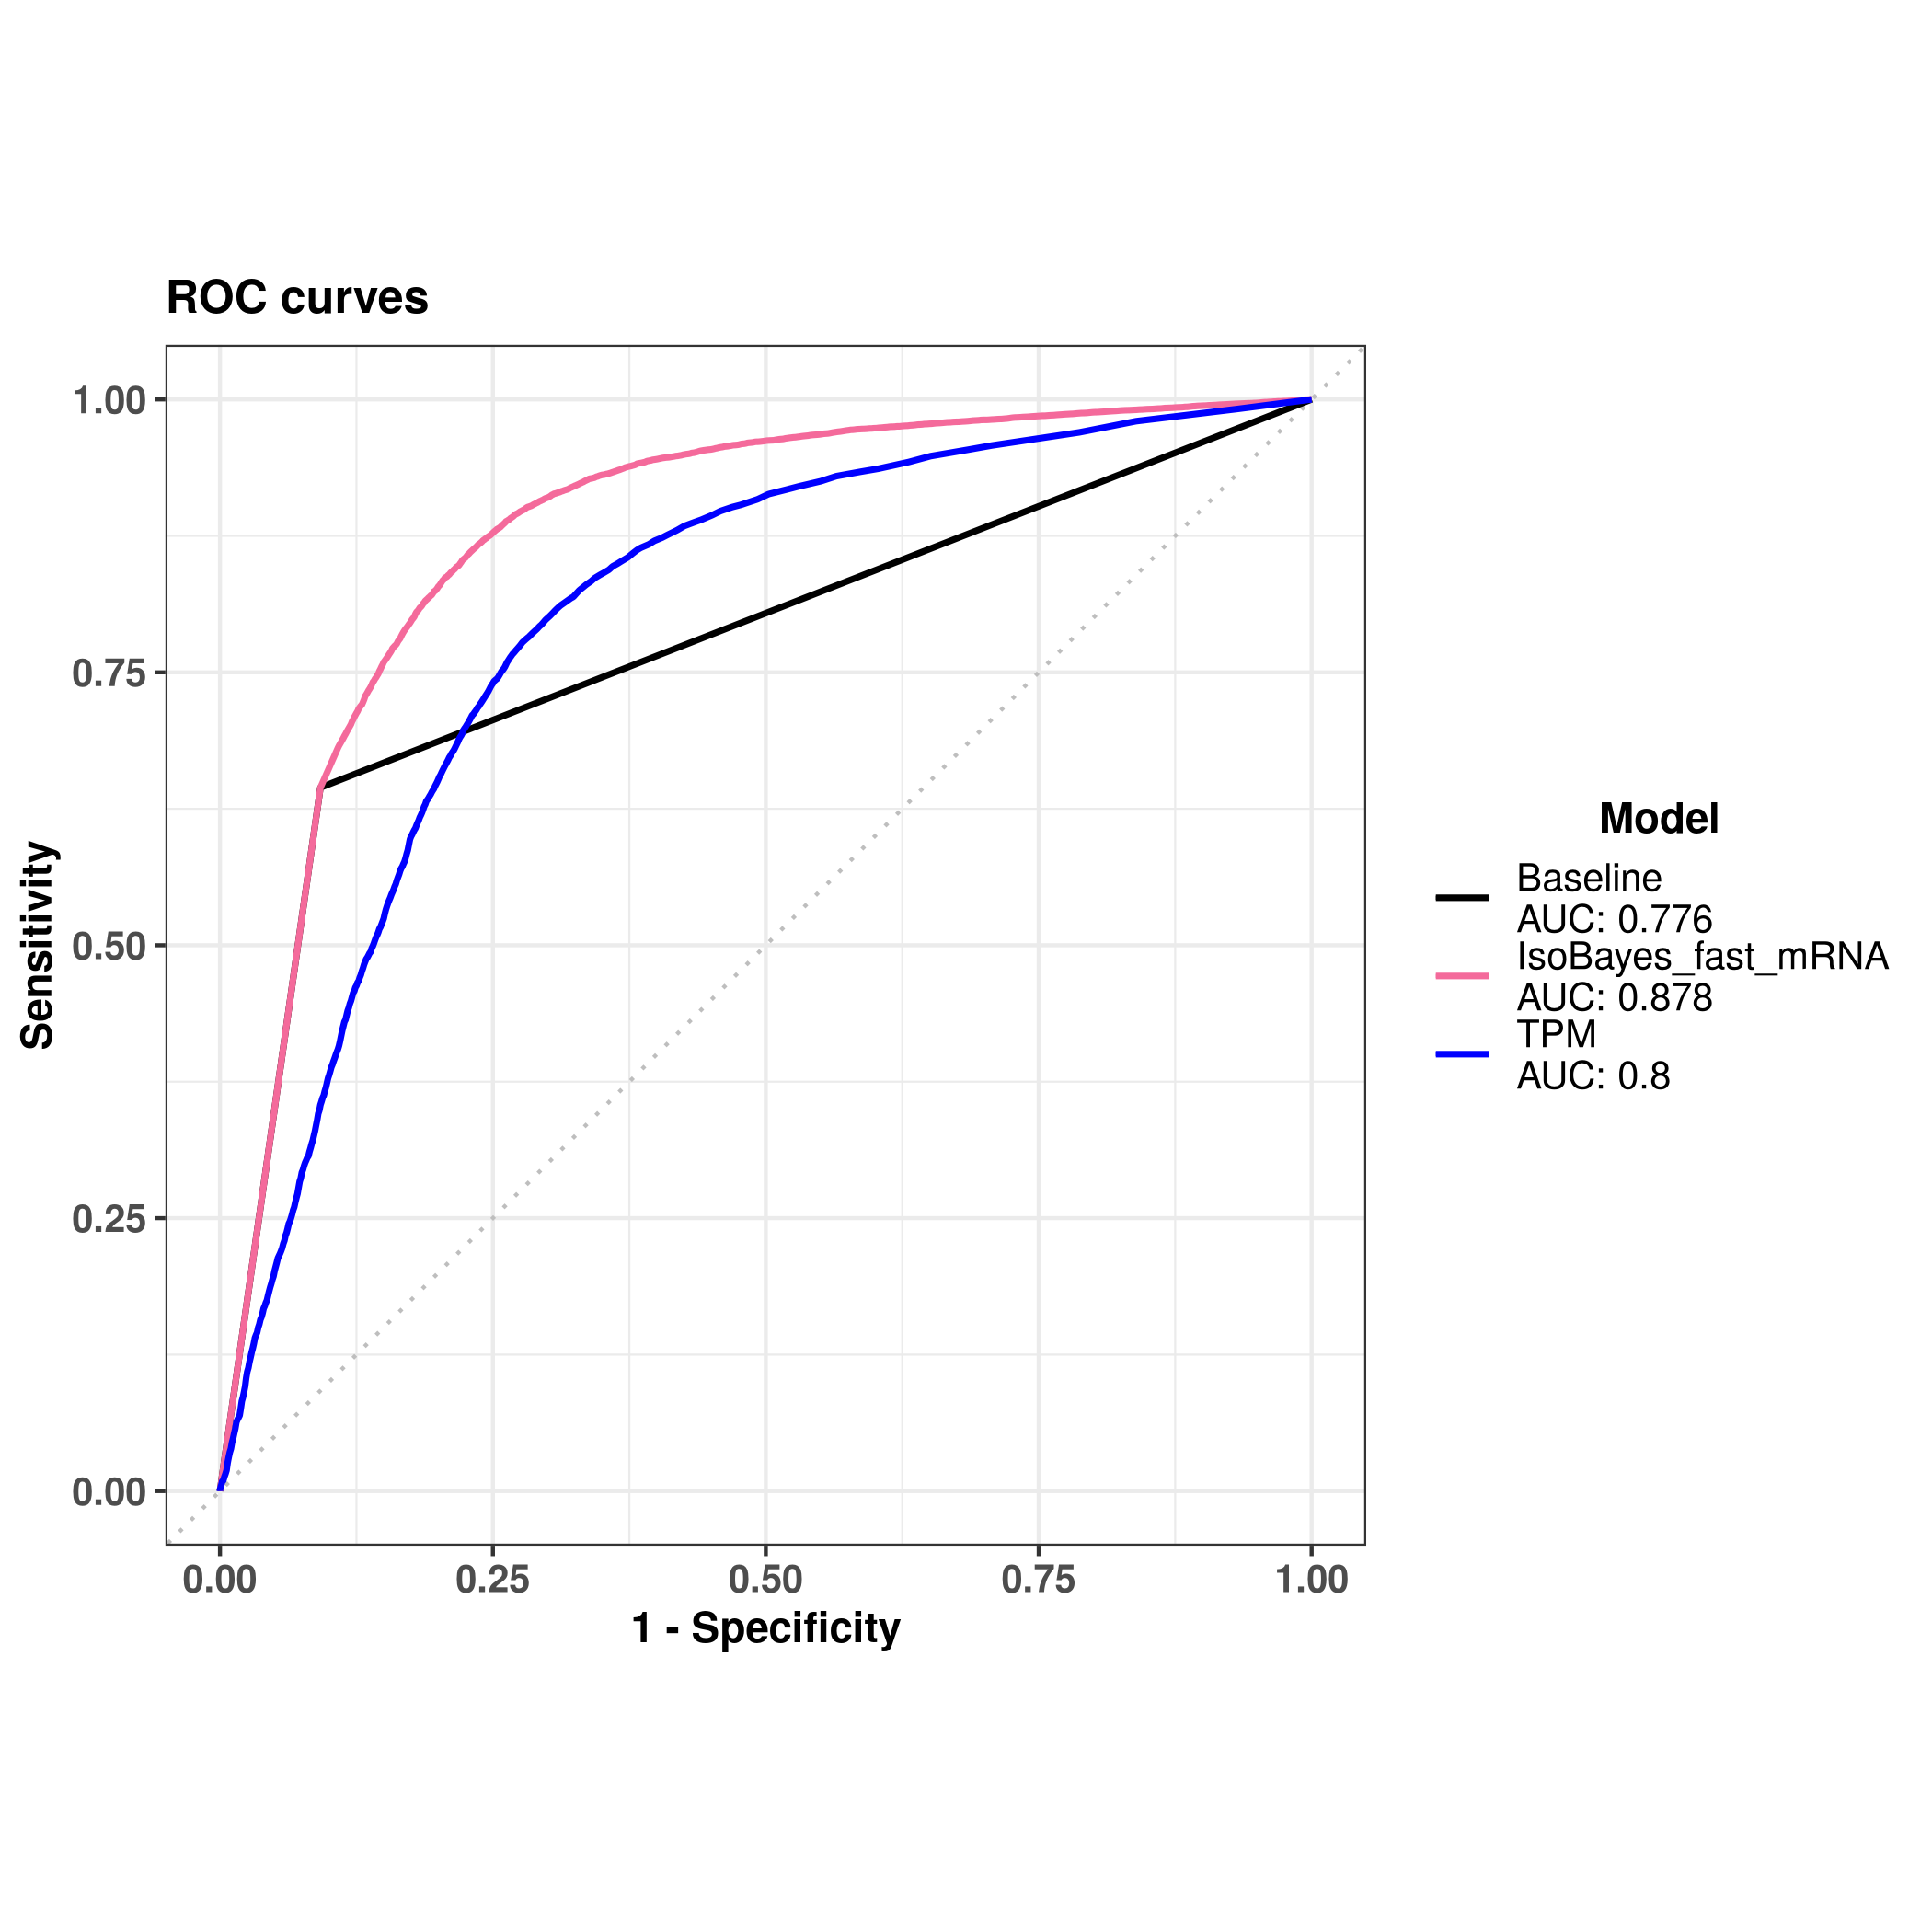 ROC curves
1.00
0.75
0.50
0.25
0.00
Sensitivity
0.00 0.25 0.50 0.75 1.00
1 - Specificity
Model
Baseline
AUC: 0.776
IsoBayes_fast_mRNA
AUC: 0.878
TPM
AUC: 0.8